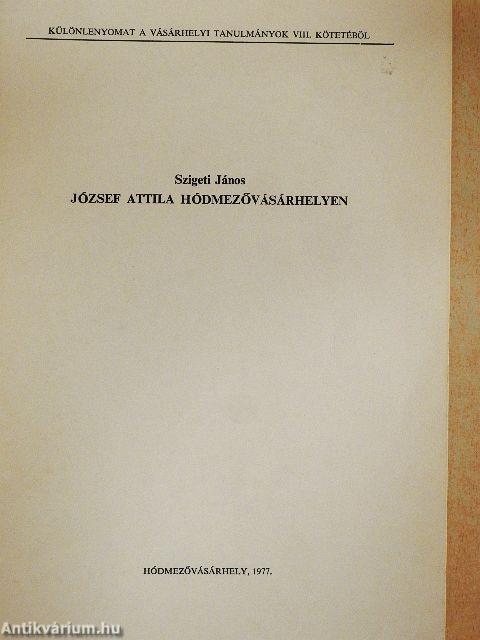 KÜLÖNLENYOMAT A VÁSÁRHELYI TANULMÁNYOK VIII. KÖTETÉBŐL
Szigeti János
JÓZSEF ATTILA HÓDMEZŐVÁSÁRHELYEN
HÓDMEZŐVÁSÁRHELY, 1977.
Antikvárium.hu